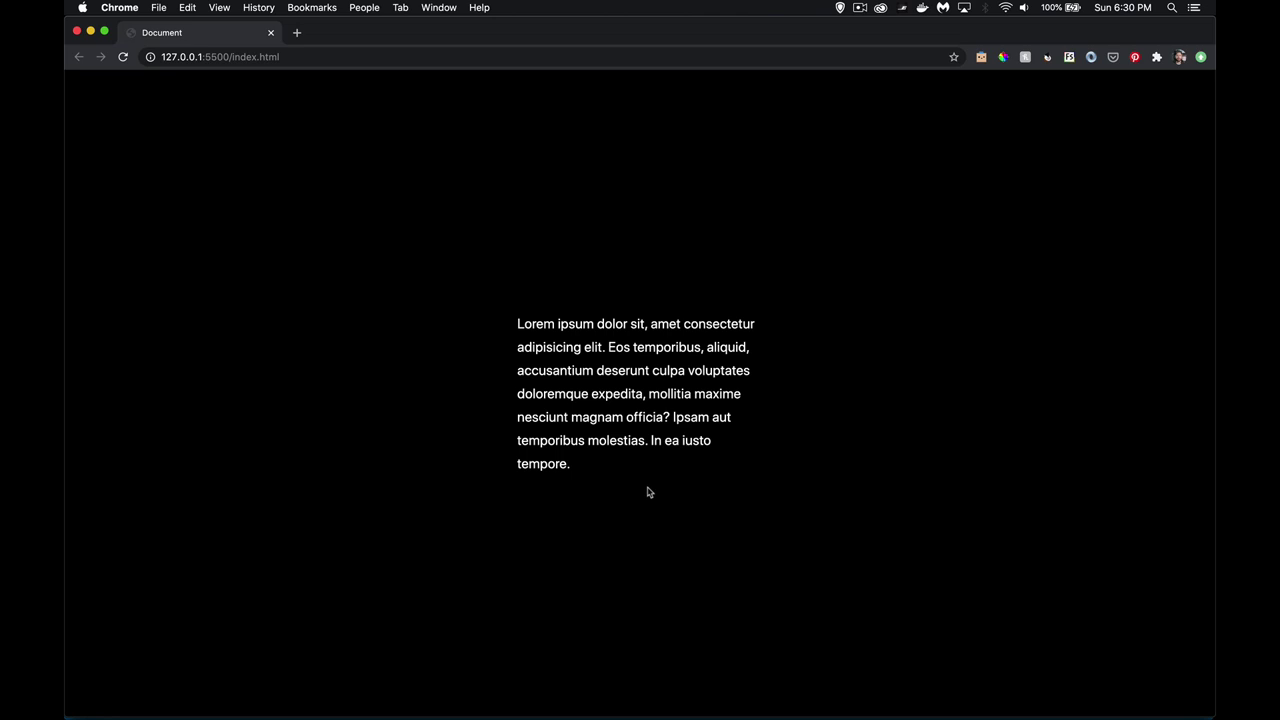 Chrome File Edit View History Bookmarks People Tab Window Help 100% Sun 6:30 PM
Document
127.0.0.1:5500/index.html
Lorem ipsum dolor sit, amet consectetur
adipisicing elit. Eos temporibus, aliquid,
accusantium deserunt culpa voluptates
doloremque expedita, mollitia maxime
nesciunt magnam officia? Ipsam aut
temporibus molestias. In ea iusto
tempore.